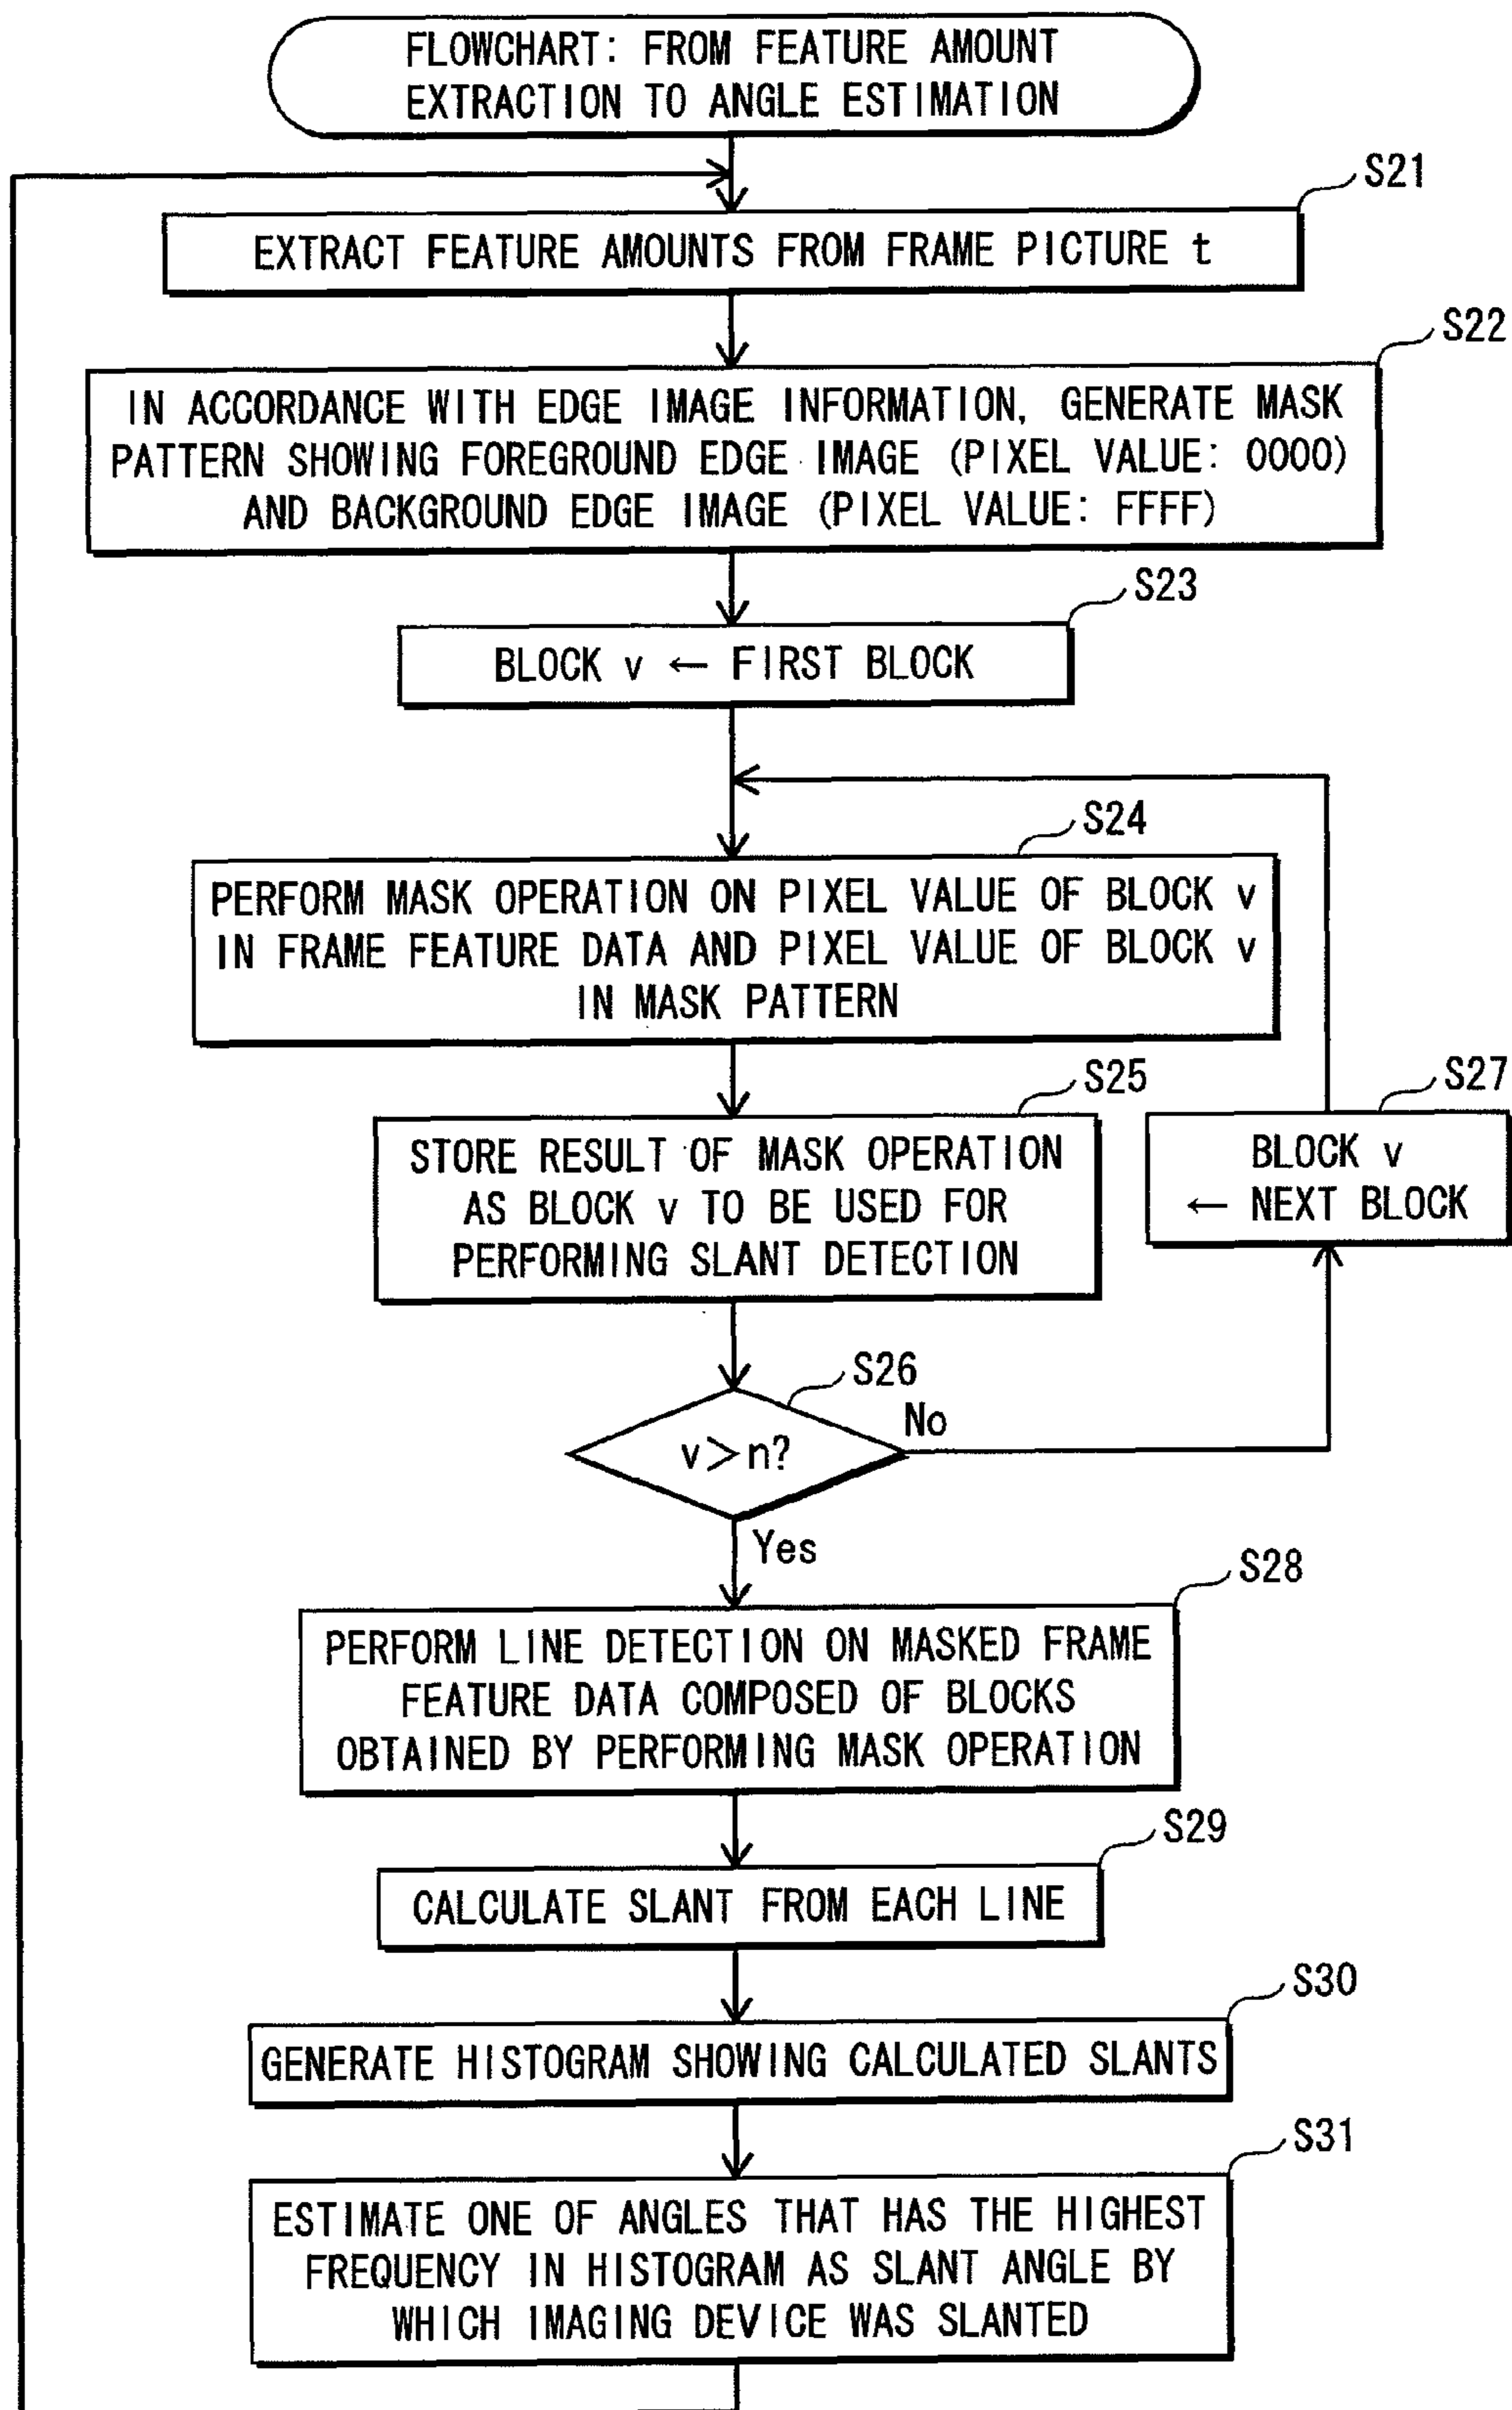 FLOWCHART: FROM FEATURE AMOUNT
EXTRACTION TO ANGLE ESTIMATION
S21
EXTRACT FEATURE AMOUNTS FROM FRAME PICTURE t
S22
IN ACCORDANCE WITH EDGE IMAGE INFORMATION, GENERATE MASK
PATTERN SHOWING FOREGROUND EDGE IMAGE (PIXEL VALUE: 0000)
AND BACKGROUND EDGE IMAGE (PIXEL VALUE: FFFF)
S23
BLOCK v ← FIRST BLOCK
S24
PERFORM MASK OPERATION ON PIXEL VALUE OF BLOCK v
IN FRAME FEATURE DATA AND PIXEL VALUE OF BLOCK v
IN MASK PATTERN
S25
STORE RESULT OF MASK OPERATION
AS BLOCK v TO BE USED FOR
PERFORMING SLANT DETECTION
S27
BLOCK v
← NEXT BLOCK
S26
v>n?
No
Yes
S28
PERFORM LINE DETECTION ON MASKED FRAME
FEATURE DATA COMPOSED OF BLOCKS
OBTAINED BY PERFORMING MASK OPERATION
S29
CALCULATE SLANT FROM EACH LINE
S30
GENERATE HISTOGRAM SHOWING CALCULATED SLANTS
S31
ESTIMATE ONE OF ANGLES THAT HAS THE HIGHEST
FREQUENCY IN HISTOGRAM AS SLANT ANGLE BY
WHICH IMAGING DEVICE WAS SLANTED